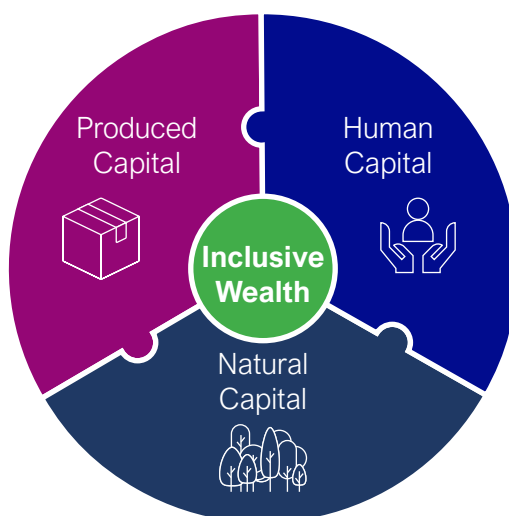 Produced
Capital
Human
Capital
Inclusive
Wealth
Natural
Capital